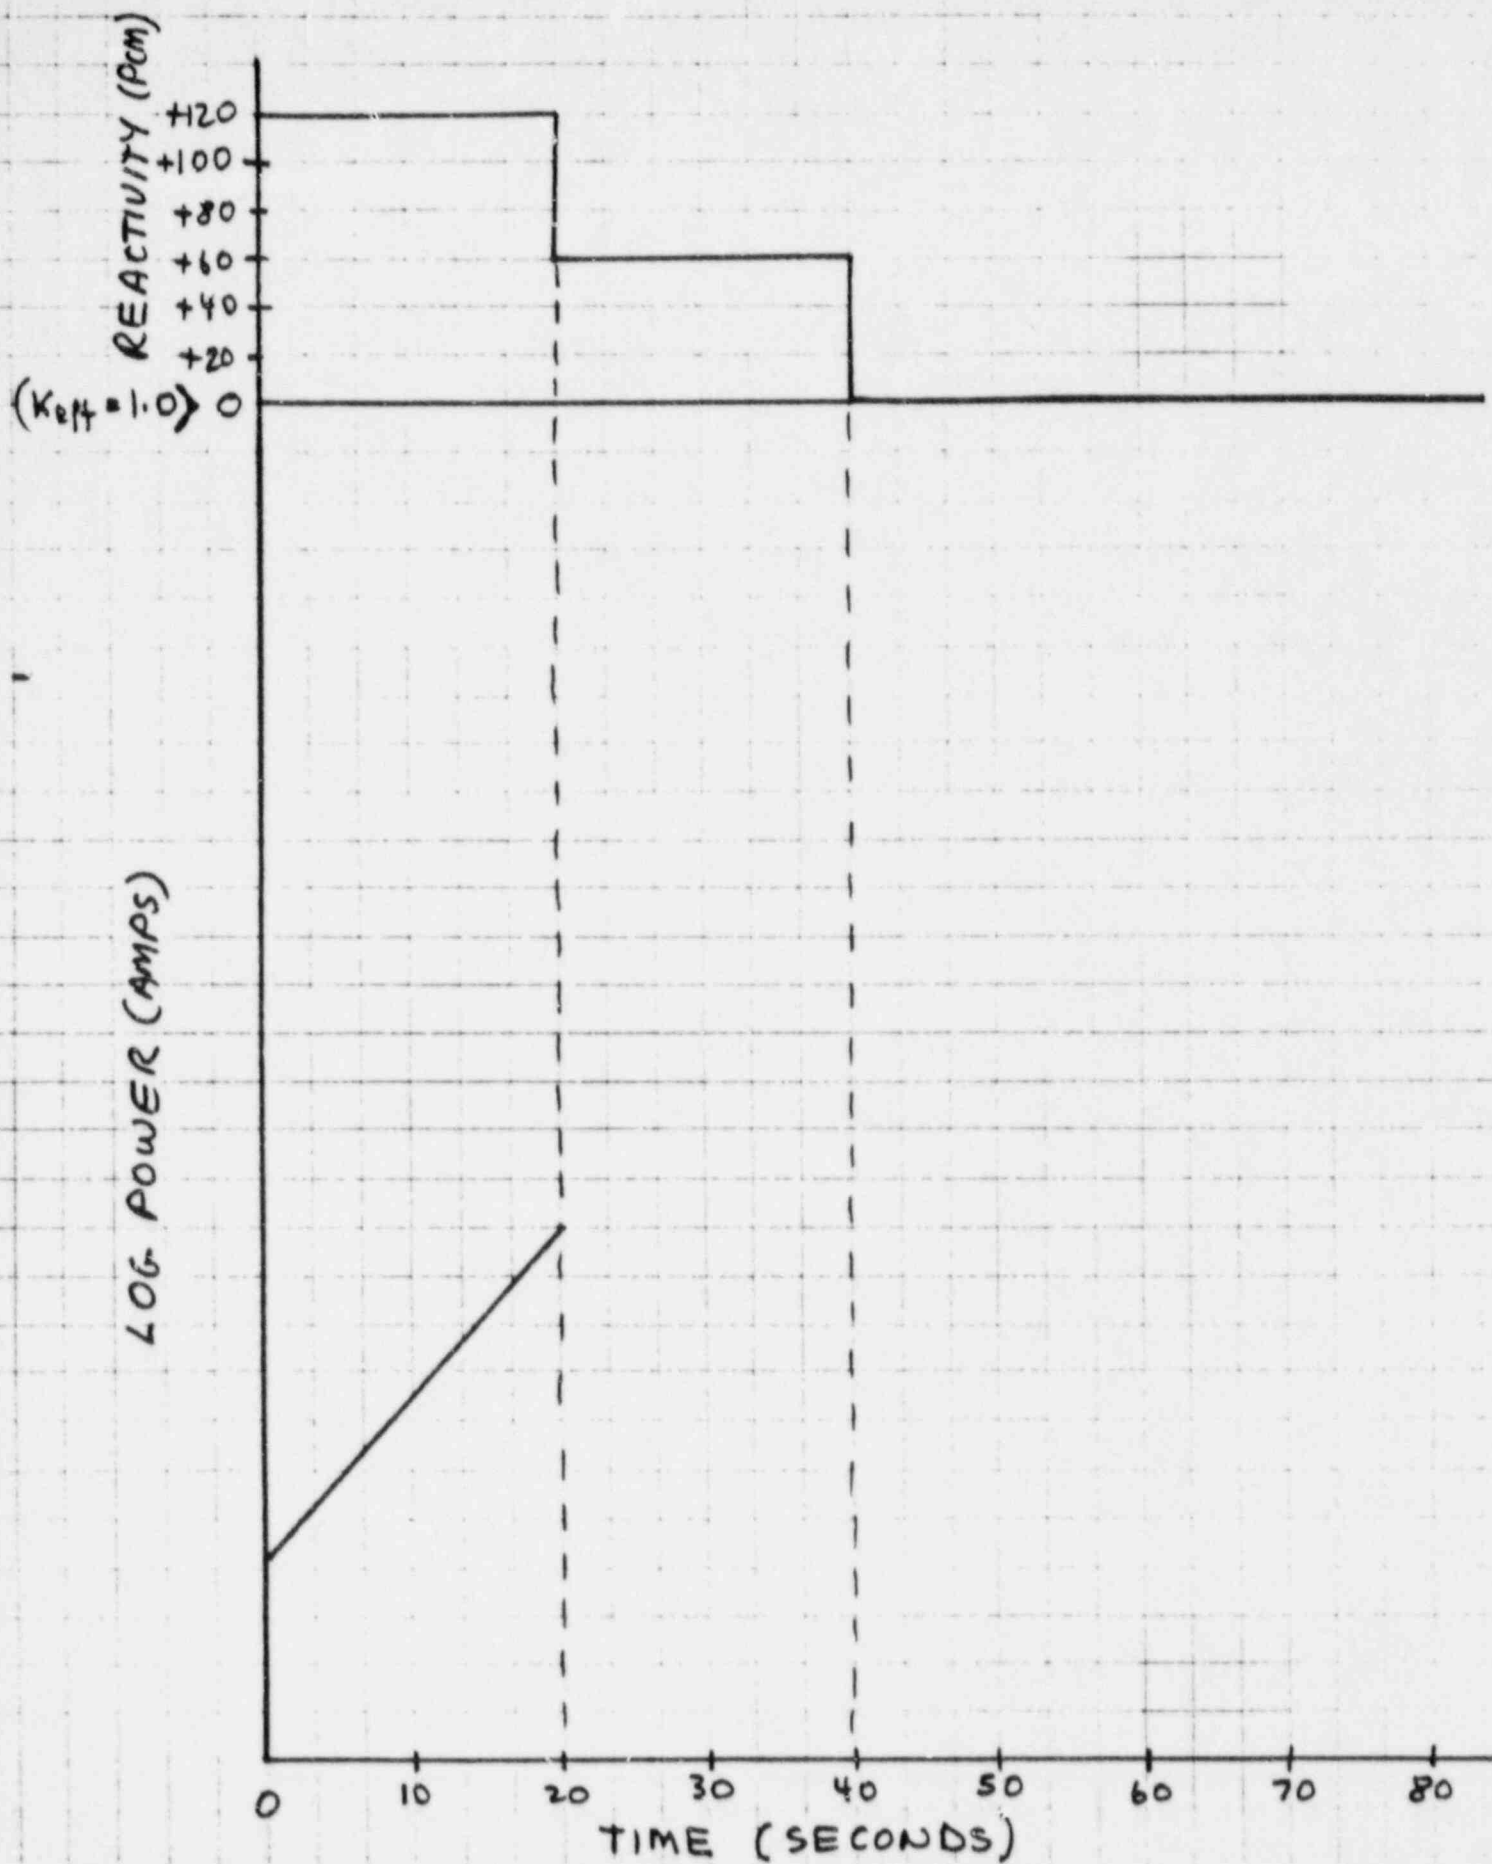 REACTIVITY (PCM)
+120
+100
+80
+60
+40
+20
(Keff = 1.0) 0
LOG POWER (AMPS)
0 10 20 30 40 50 60 70 80
TIME (SECONDS)